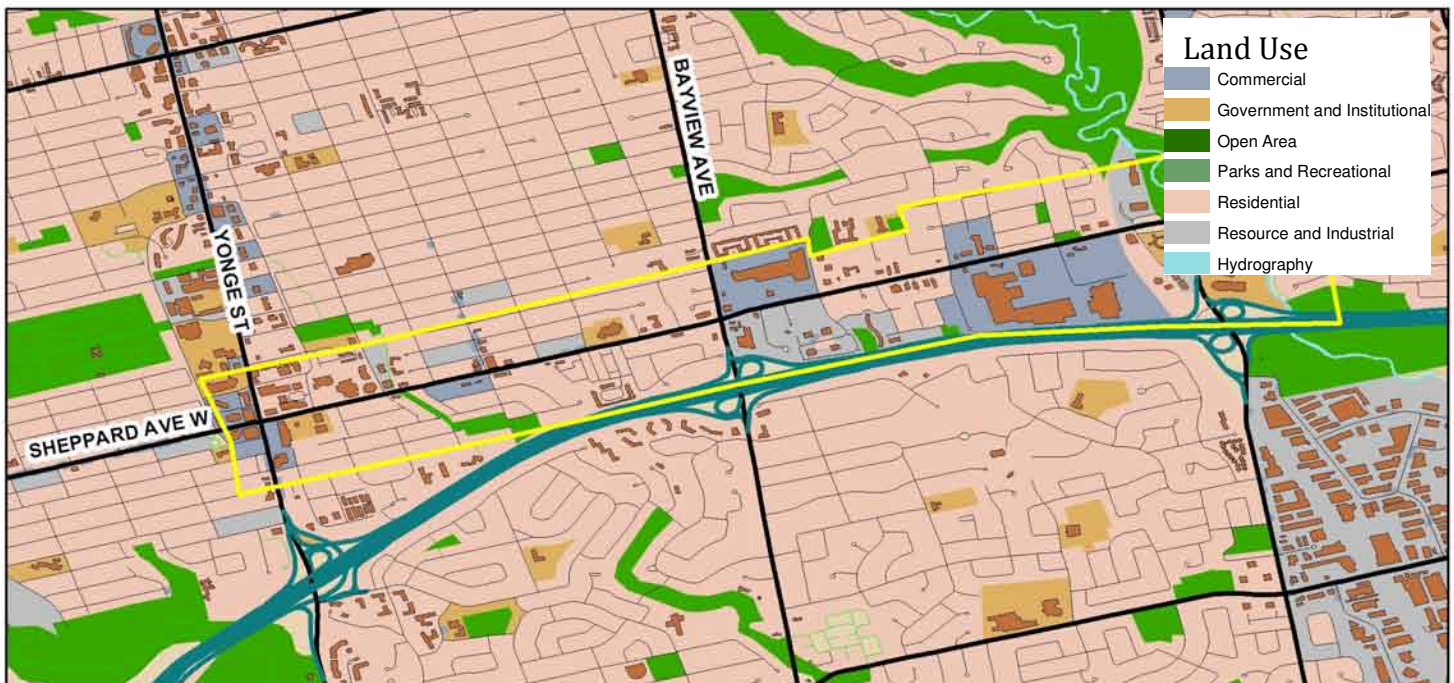 Land Use
Commercial
Government and Institutional
Open Area
Parks and Recreational
Residential
Resource and Industrial
Hydrography
BAYVIEW AVE
YONGE ST
SHEPPARD AVE W